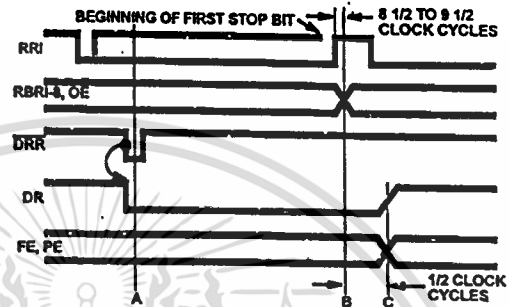 BEGINNING OF FIRST STOP BIT
8 1/2 TO 9 1/2
CLOCK CYCLES
RRI
RBRI-8, OE
DRR
DR
FE, PE
1/2 CLOCK
CYCLES
A
B
C